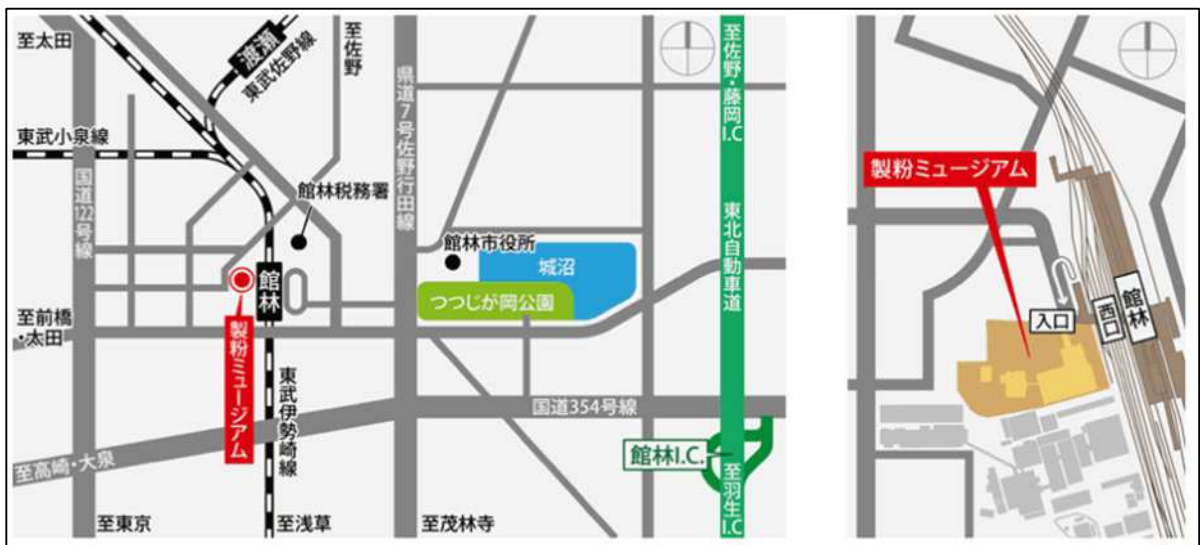 至太田
渡瀬
東武佐野線
至佐野
県道7号佐野行田線
至佐野・藤岡I.C
東武小泉線
国道122号線
館林税務署
館林市役所
城沼
つつじが岡公園
東北自動車道
館林
至前橋
・太田
製粉ミュージアム
東武伊勢崎線
国道354号線
館林I.C.
至高崎・大泉
至羽生I.C
至東京
至浅草
至茂林寺
製粉ミュージアム
入口
西口
館林